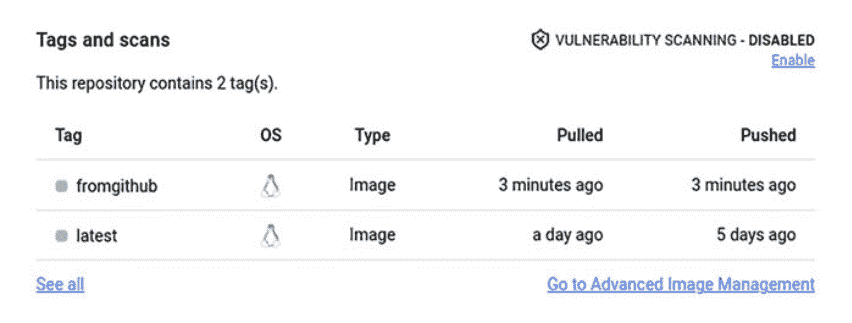 Tags and scans
VULNERABILITY SCANNING - DISABLED
Enable
This repository contains 2 tag(s).
Tag OS Type Pulled Pushed
fromgithub Image 3 minutes ago 3 minutes ago
latest Image a day ago 5 days ago
See all Go to Advanced Image Management